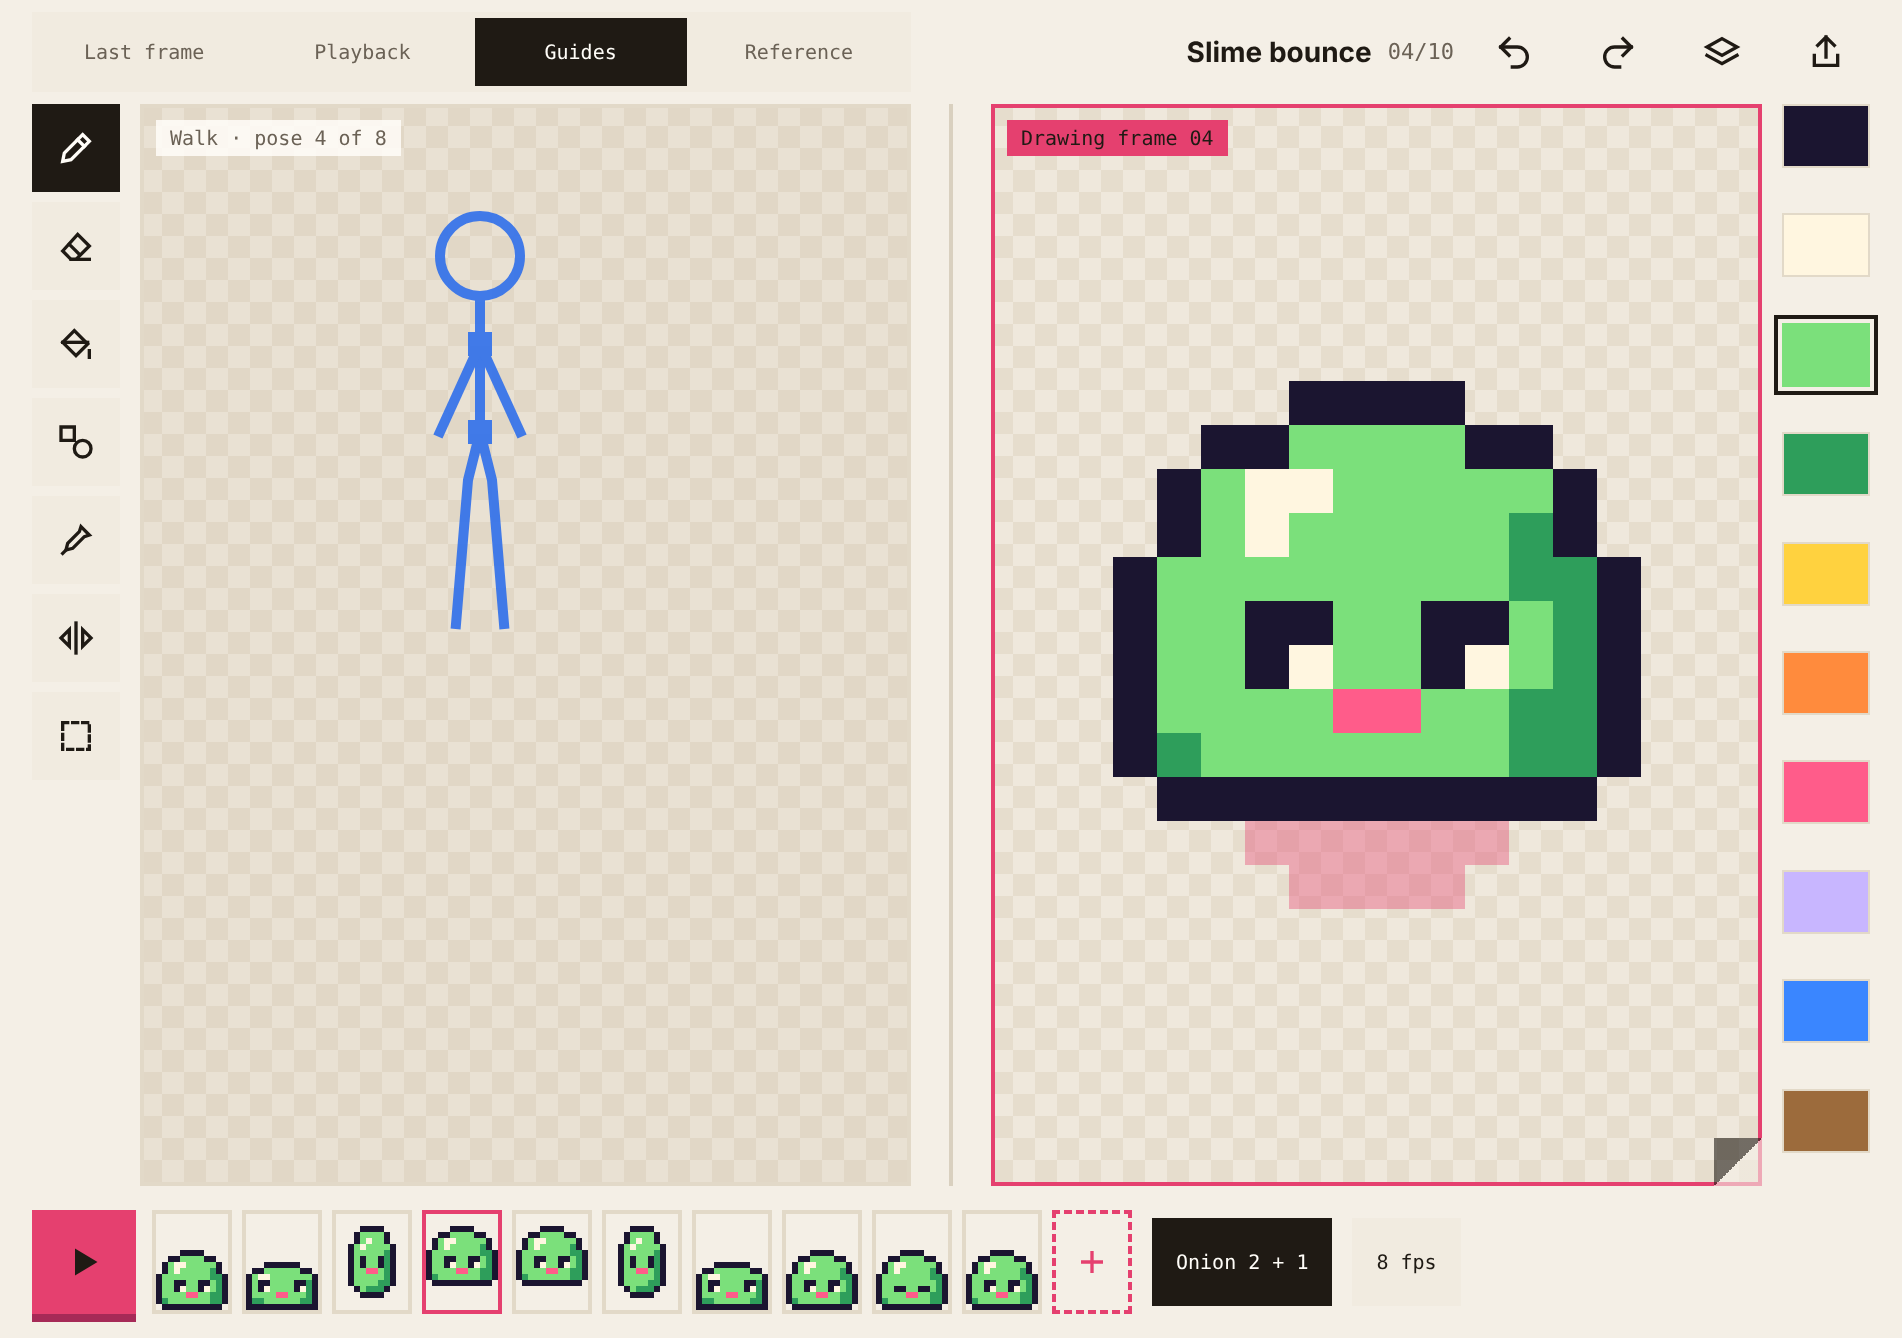 Last frame
Playback
Guides
Reference
Slime bounce 04/10
Walk · pose 4 of 8
Drawing frame 04
Onion 2 + 1
8 fps